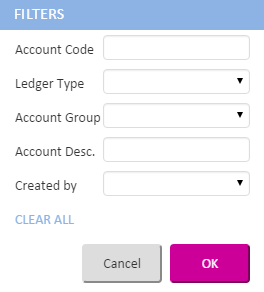 FILTERS
Account Code
Ledger Type
Account Group
Account Desc.
Created by
CLEAR ALL
Cancel OK